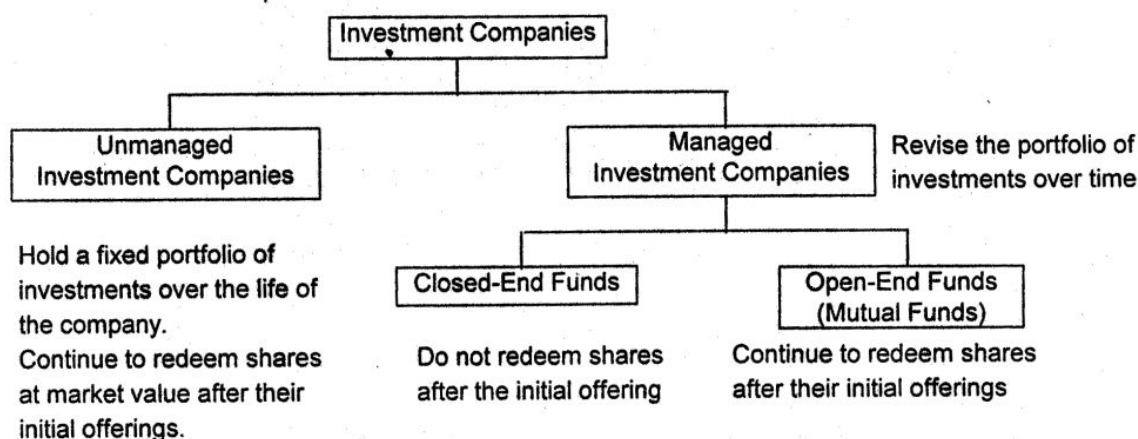 Investment Companies
Unmanaged
Investment Companies
Managed
Investment Companies
Revise the portfolio of
investments over time
Hold a fixed portfolio of
investments over the life of
the company.
Continue to redeem shares
at market value after their
initial offerings.
Closed-End Funds
Do not redeem shares
after the initial offering
Open-End Funds
(Mutual Funds)
Continue to redeem shares
after their initial offerings